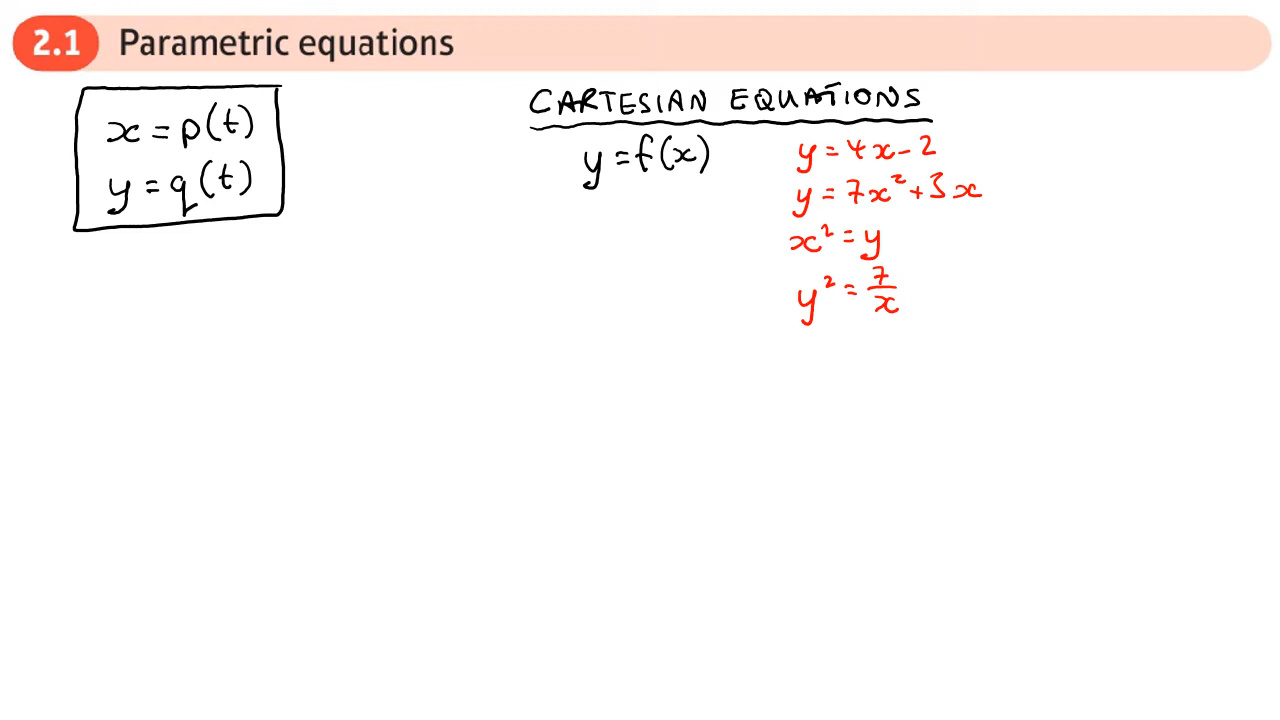 2.1 Parametric equations
x = p(t)
y = q(t)
CARTESIAN EQUATIONS
y = f(x)
y = 4x - 2
y = 7x² + 3x
x² = y
y² = 7/x